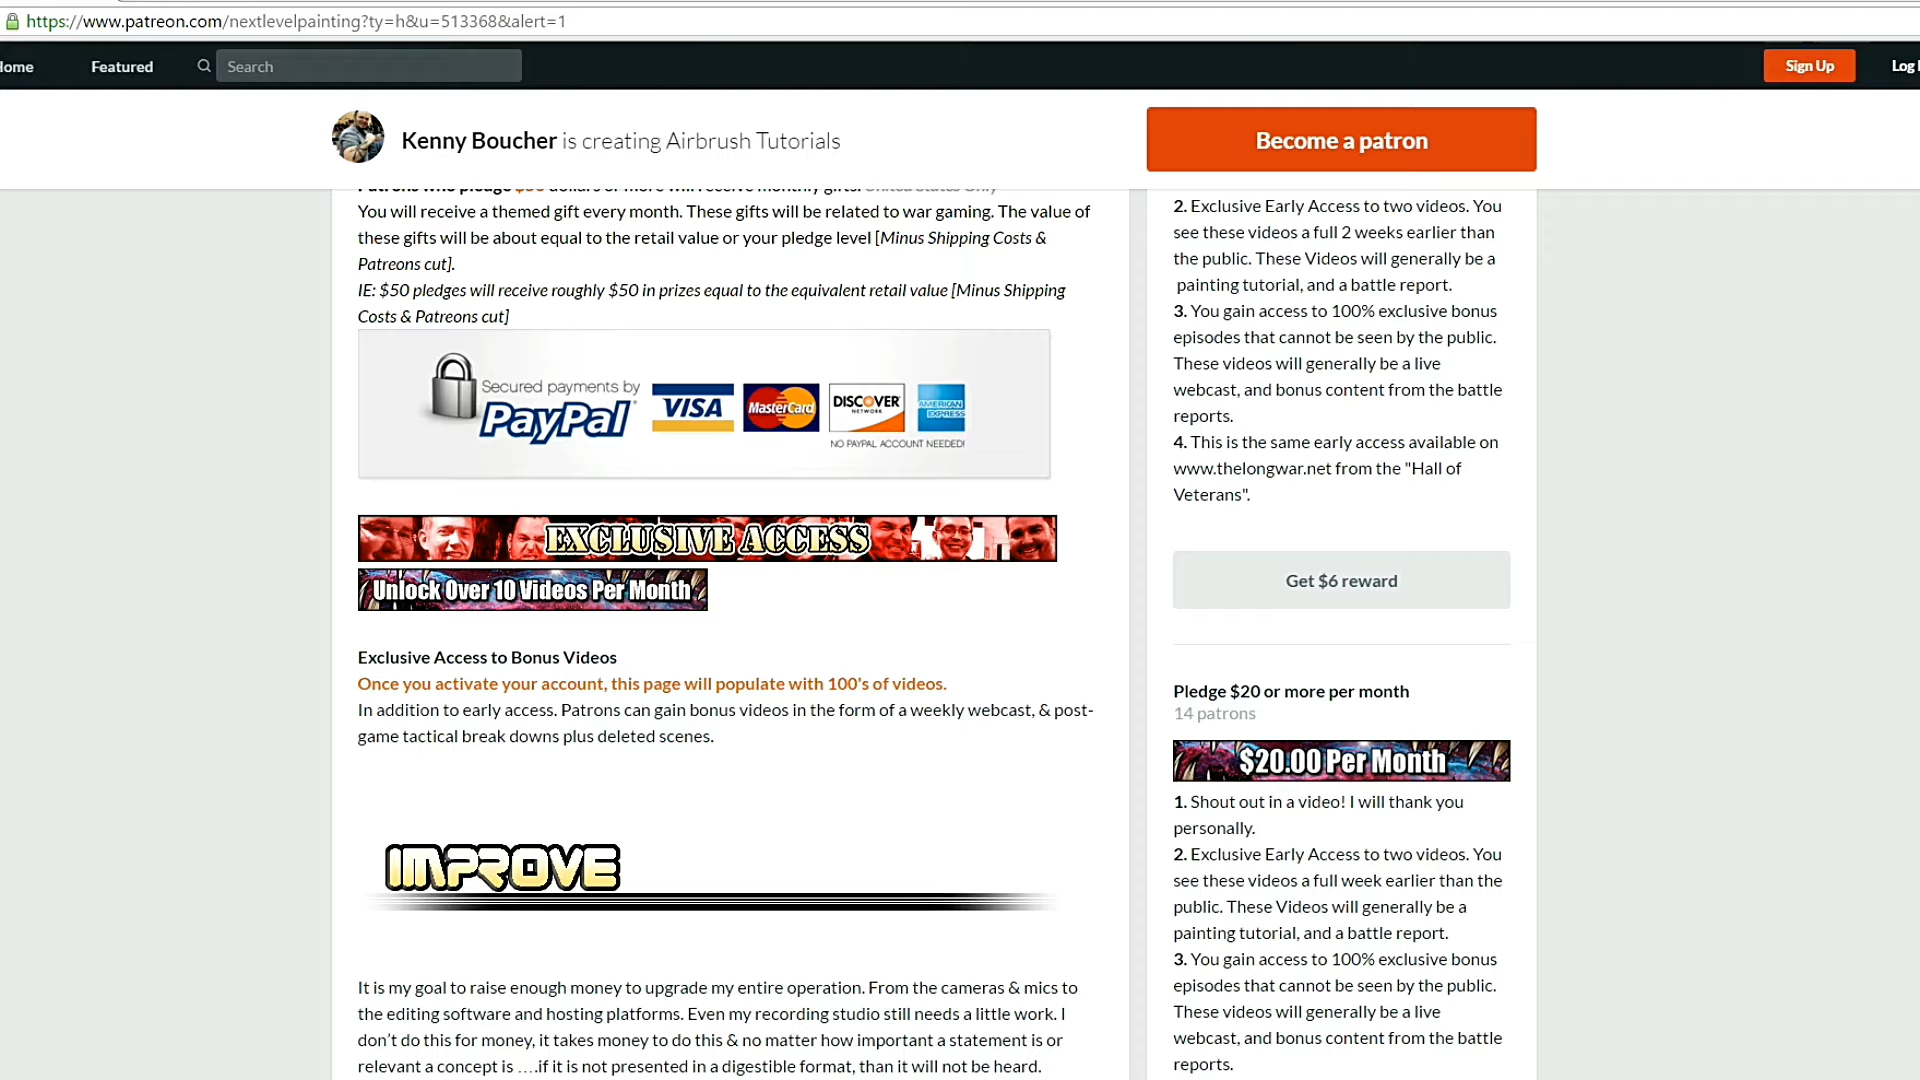 https://www.patreon.com/nextlevelpainting?ty=h&u=513368&alert=1
Home
Featured
Search
Sign Up
Log
Kenny Boucher is creating Airbrush Tutorials
Become a patron
Patrons who pledge $50 dollars or more will receive monthly gifts. United States Only
You will receive a themed gift every month. These gifts will be related to war gaming. The value of
these gifts will be about equal to the retail value or your pledge level [Minus Shipping Costs &
Patreons cut].
IE: $50 pledges will receive roughly $50 in prizes equal to the equivalent retail value [Minus Shipping
Costs & Patreons cut]
Secured payments by
PayPal
VISA
MasterCard
DISCOVER
NETWORK
AMERICAN
EXPRESS
NO PAYPAL ACCOUNT NEEDED!
EXCLUSIVE ACCESS
Unlock Over 10 Videos Per Month
Exclusive Access to Bonus Videos
Once you activate your account, this page will populate with 100's of videos.
In addition to early access. Patrons can gain bonus videos in the form of a weekly webcast, & post-
game tactical break downs plus deleted scenes.
IMPROVE
It is my goal to raise enough money to upgrade my entire operation. From the cameras & mics to
the editing software and hosting platforms. Even my recording studio still needs a little work. I
don't do this for money, it takes money to do this & no matter how important a statement is or
relevant a concept is ….if it is not presented in a digestible format, than it will not be heard.
2. Exclusive Early Access to two videos. You
see these videos a full 2 weeks earlier than
the public. These Videos will generally be a
painting tutorial, and a battle report.
3. You gain access to 100% exclusive bonus
episodes that cannot be seen by the public.
These videos will generally be a live
webcast, and bonus content from the battle
reports.
4. This is the same early access available on
www.thelongwar.net from the "Hall of
Veterans".
Get $6 reward
Pledge $20 or more per month
14 patrons
$20.00 Per Month
1. Shout out in a video! I will thank you
personally.
2. Exclusive Early Access to two videos. You
see these videos a full week earlier than the
public. These Videos will generally be a
painting tutorial, and a battle report.
3. You gain access to 100% exclusive bonus
episodes that cannot be seen by the public.
These videos will generally be a live
webcast, and bonus content from the battle
reports.